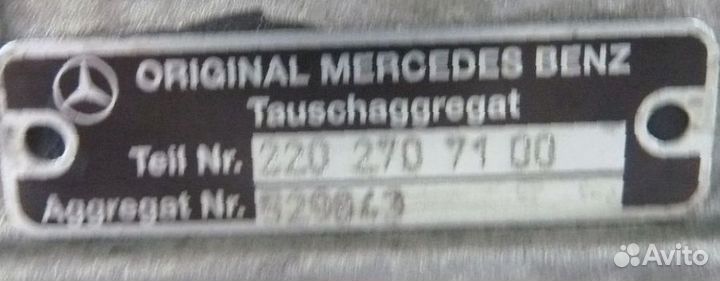 ORIGINAL MERCEDES BENZ
Tauschaggregat
Teil Nr. 220 270 71 00
Aggregat Nr.
Avito